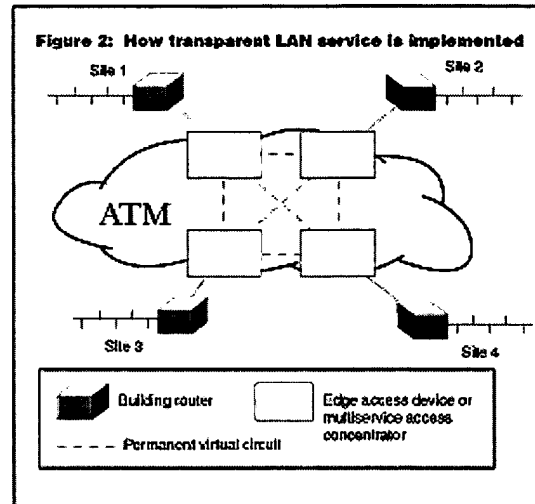 Figure 2: How transparent LAN service is implemented
Site 1
Site 2
ATM
Site 3
Site 4
Building router
Edge access device or
multiservice access
concentrator
Permanent virtual circuit